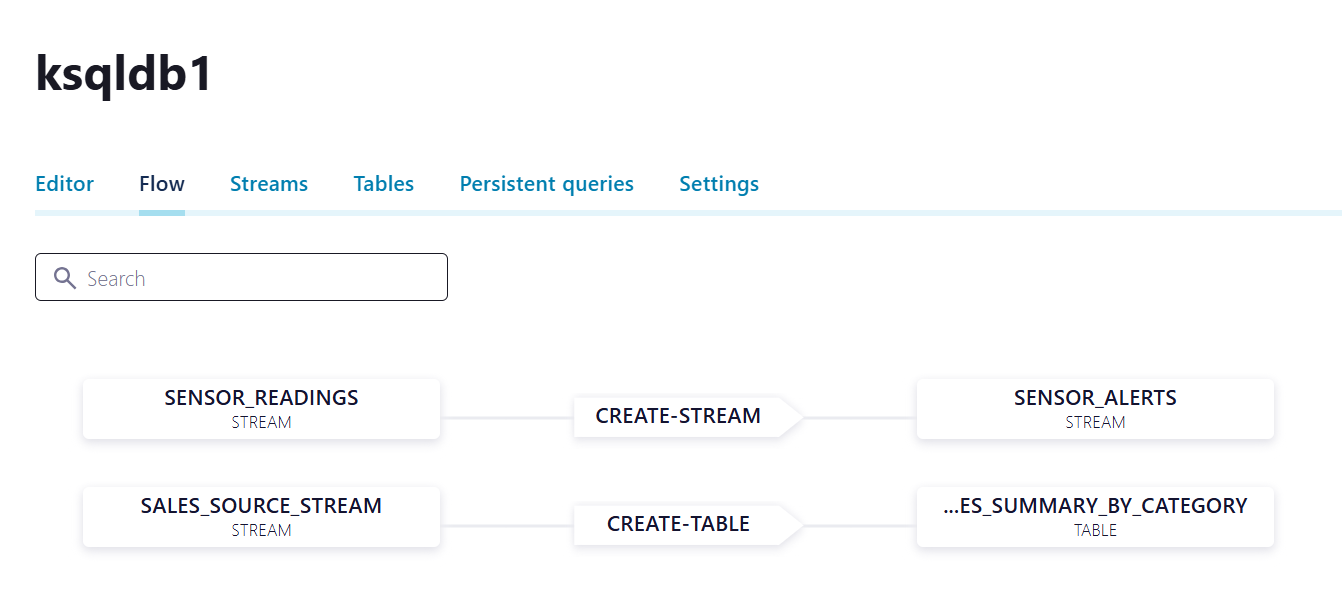 ksqldb1
Editor Flow Streams Tables Persistent queries Settings
Search
SENSOR_READINGS
STREAM
CREATE-STREAM
SENSOR_ALERTS
STREAM
SALES_SOURCE_STREAM
STREAM
CREATE-TABLE
...ES_SUMMARY_BY_CATEGORY
TABLE